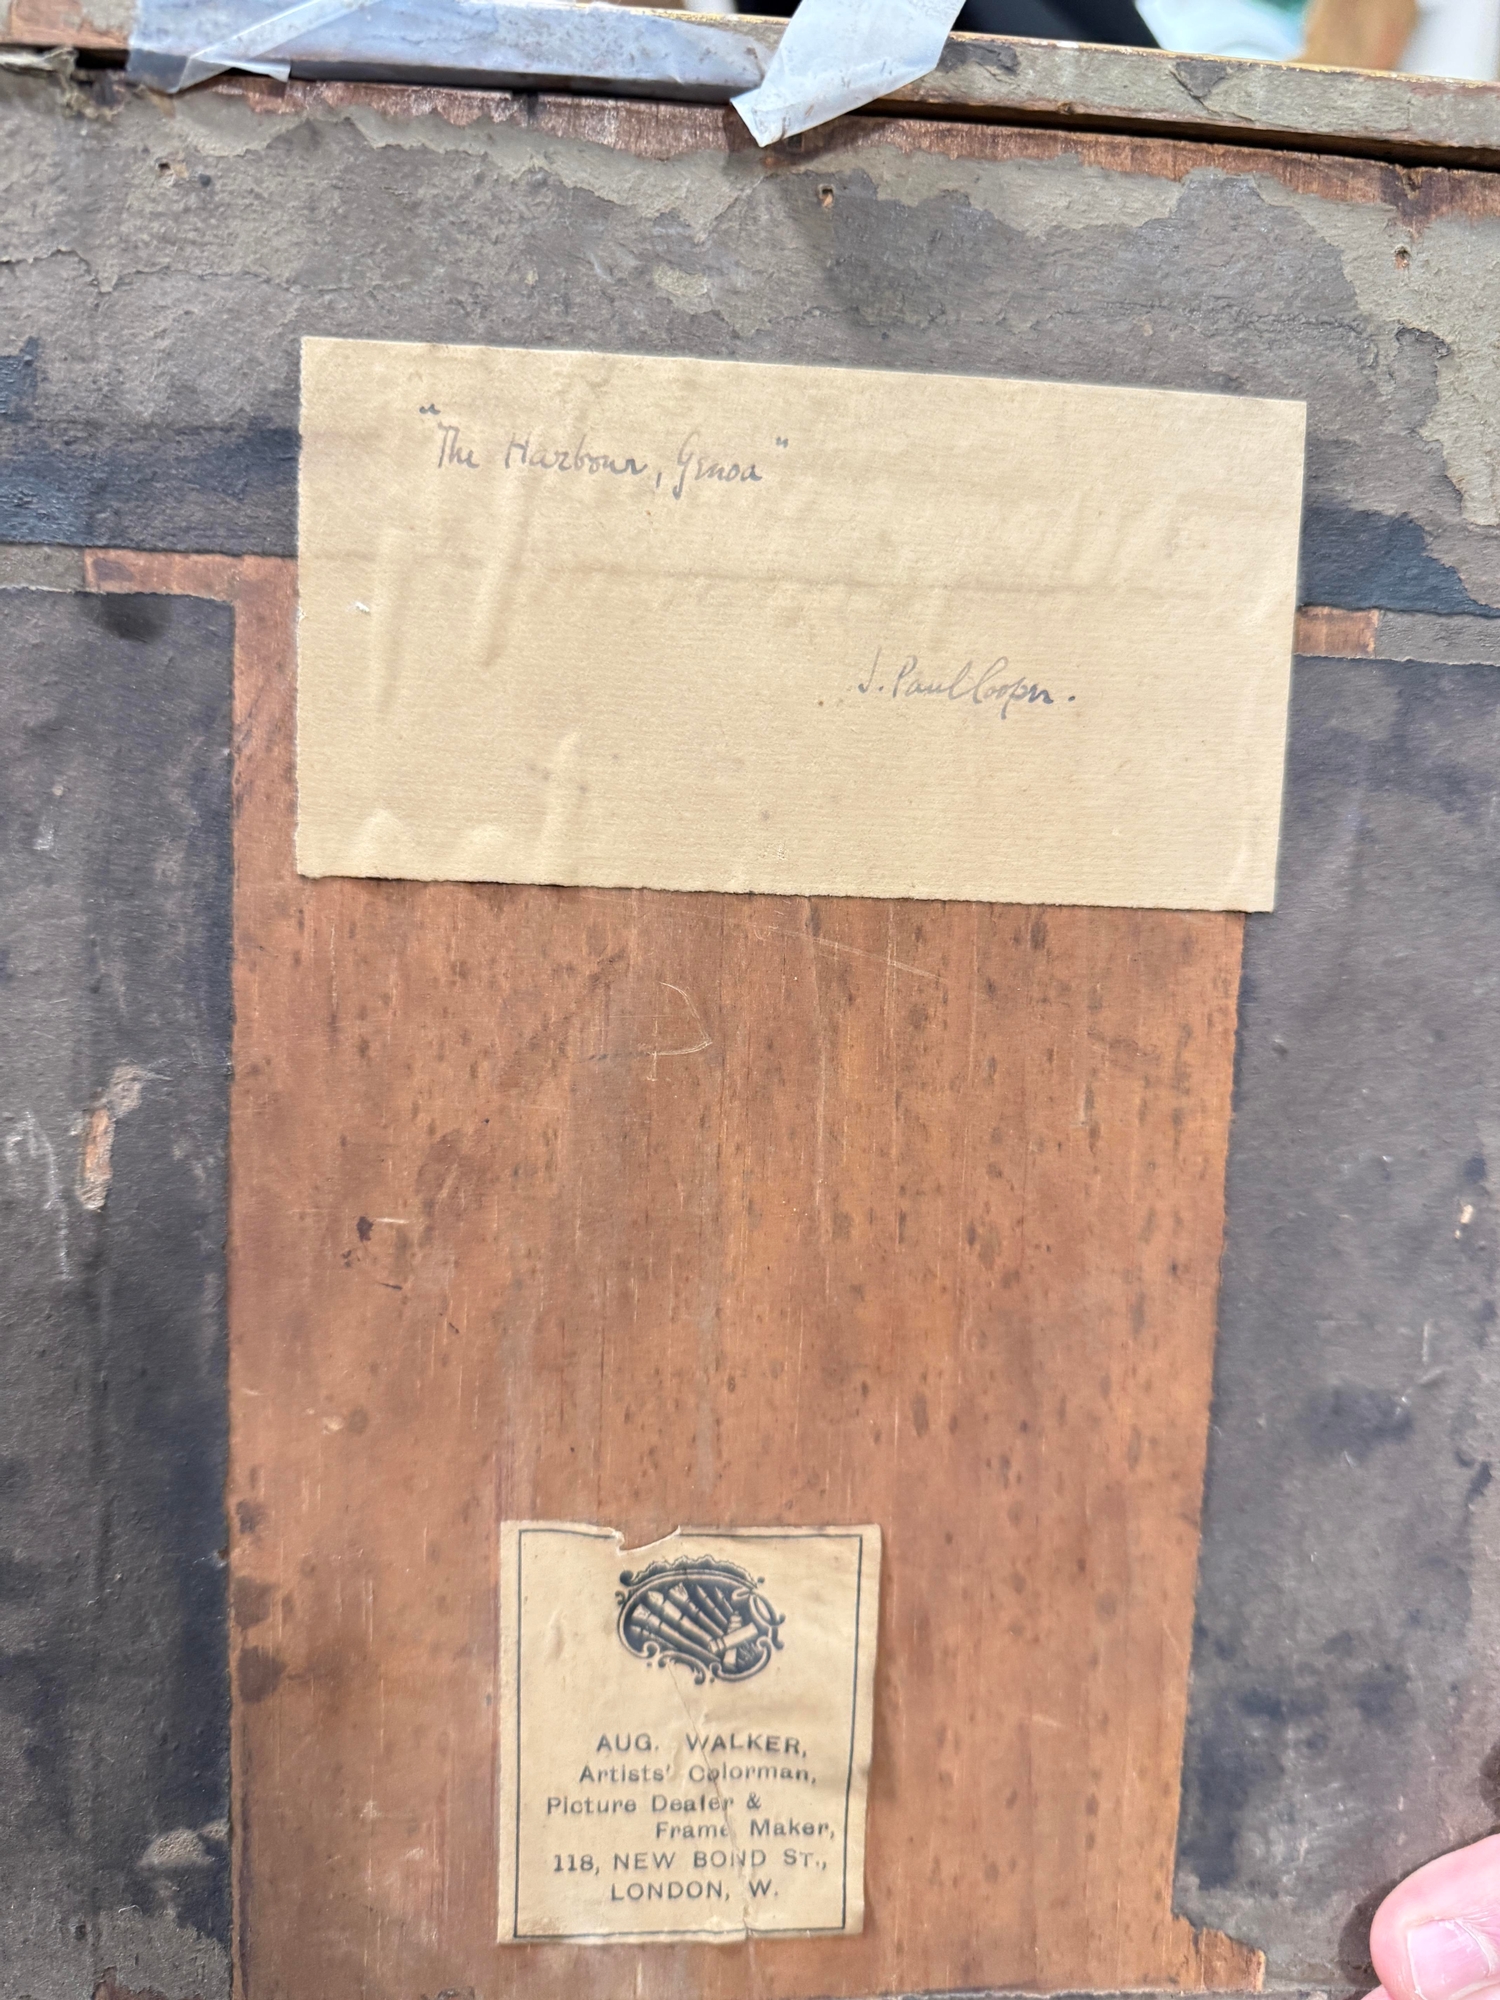 "The Harbour, Genoa"
J. Paul Cooper.
AUG. WALKER,
Artists' Colorman,
Picture Dealer &
Frame Maker,
118, NEW BOND ST.,
LONDON, W.